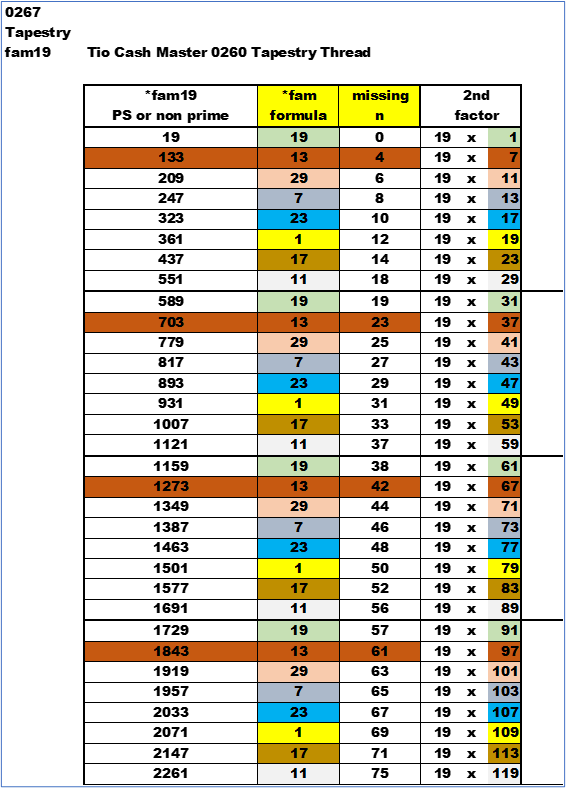 0267
Tapestry
fam19 Tio Cash Master 0260 Tapestry Thread
*fam19 *fam missing 2nd
PS or non prime formula n factor
19 19 0 19 x 1
133 13 4 19 x 7
209 29 6 19 x 11
247 7 8 19 x 13
323 23 10 19 x 17
361 1 12 19 x 19
437 17 14 19 x 23
551 11 18 19 x 29
589 19 19 19 x 31
703 13 23 19 x 37
779 29 25 19 x 41
817 7 27 19 x 43
893 23 29 19 x 47
931 1 31 19 x 49
1007 17 33 19 x 53
1121 11 37 19 x 59
1159 19 38 19 x 61
1273 13 42 19 x 67
1349 29 44 19 x 71
1387 7 46 19 x 73
1463 23 48 19 x 77
1501 1 50 19 x 79
1577 17 52 19 x 83
1691 11 56 19 x 89
1729 19 57 19 x 91
1843 13 61 19 x 97
1919 29 63 19 x 101
1957 7 65 19 x 103
2033 23 67 19 x 107
2071 1 69 19 x 109
2147 17 71 19 x 113
2261 11 75 19 x 119